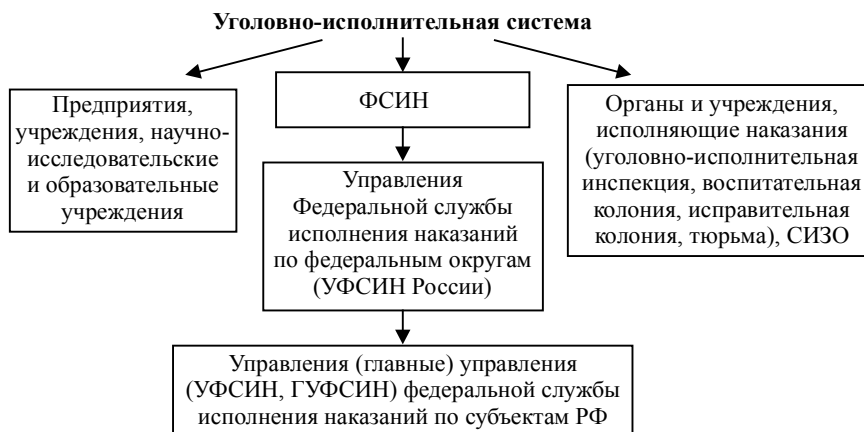 Уголовно-исполнительная система
Предприятия,
учреждения, научно-
исследовательские
и образовательные
учреждения
ФСИН
Органы и учреждения,
исполняющие наказания
(уголовно-исполнительная
инспекция, воспитательная
колония, исправительная
колония, тюрьма), СИЗО
Управления
Федеральной службы
исполнения наказаний
по федеральным округам
(УФСИН России)
Управления (главные) управления
(УФСИН, ГУФСИН) федеральной службы
исполнения наказаний по субъектам РФ